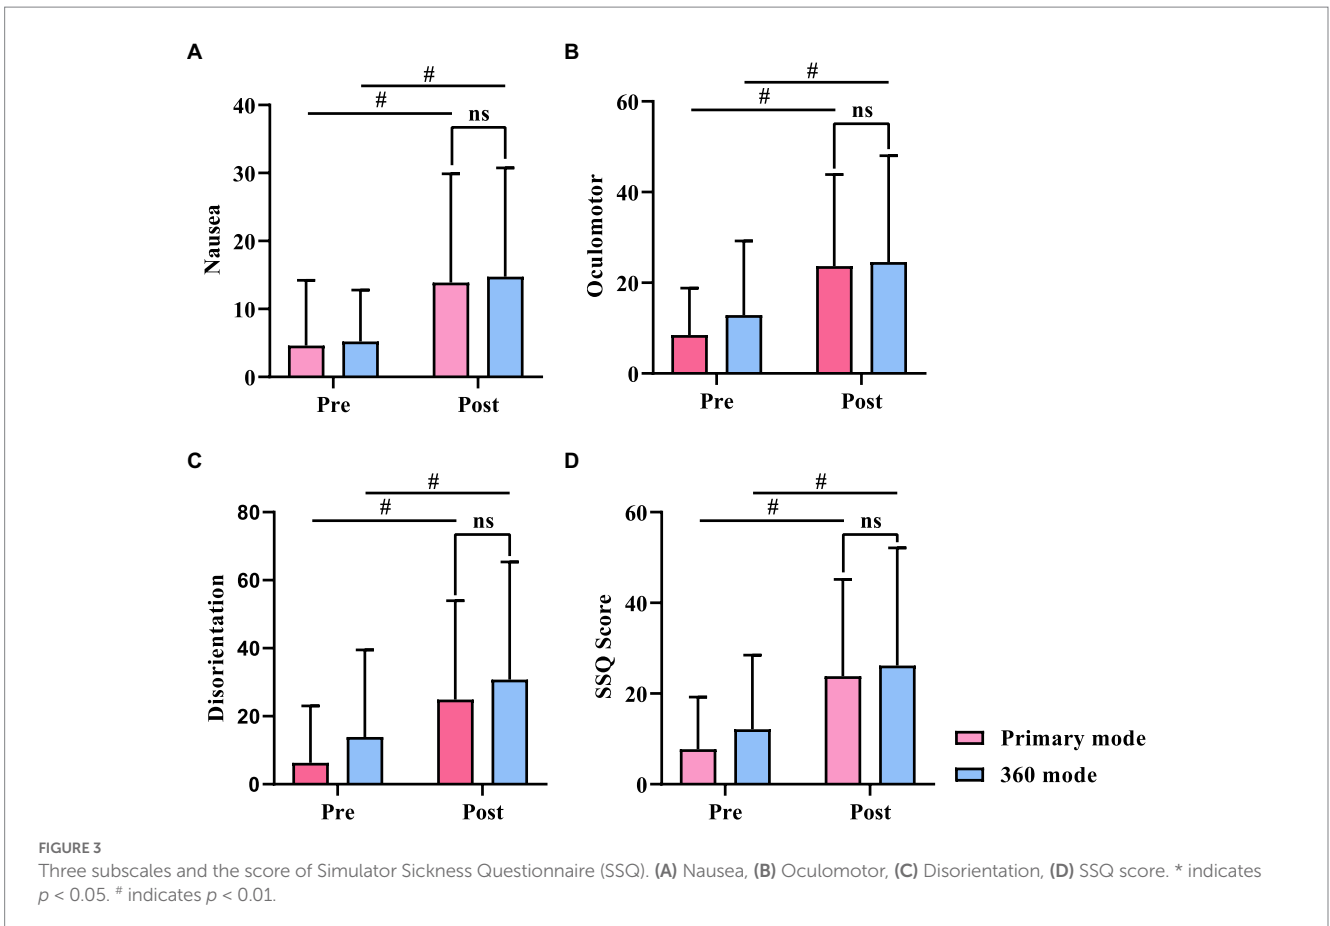 A
#
#
ns
40
30
20
10
0
Nausea
Pre Post
B
#
#
ns
60
40
20
0
Oculomotor
Pre Post
C
#
#
ns
80
60
40
20
0
Disorientation
Pre Post
D
#
#
ns
60
40
20
0
SSQ Score
Pre Post
Primary mode
360 mode
FIGURE 3
Three subscales and the score of Simulator Sickness Questionnaire (SSQ). (A) Nausea, (B) Oculomotor, (C) Disorientation, (D) SSQ score. * indicates
p < 0.05. # indicates p < 0.01.